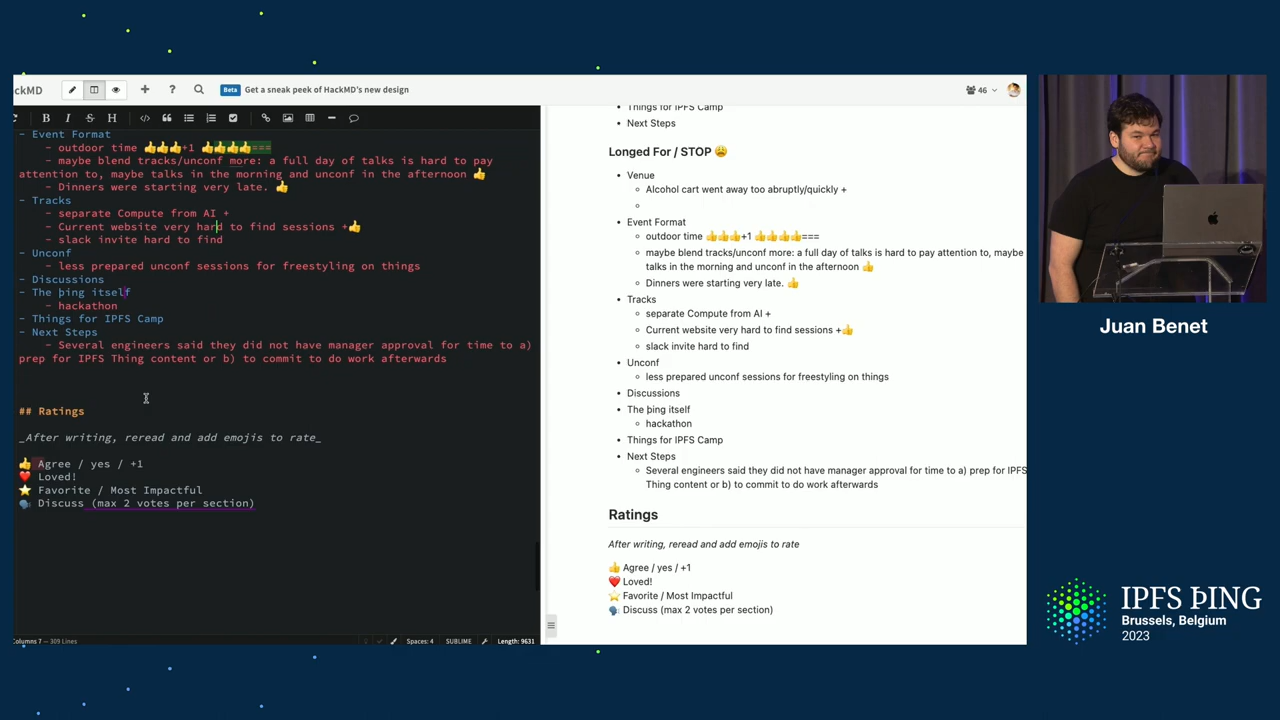 ckMD
Beta Get a sneak peek of HackMD's new design
46
B I S H
- Event Format
- outdoor time 👍👍👍+1 👍👍👍👍===
- maybe blend tracks/unconf more: a full day of talks is hard to pay
attention to, maybe talks in the morning and unconf in the afternoon 👍
- Dinners were starting very late. 👍
- Tracks
- separate Compute from AI +
- Current website very hard to find sessions +👍
- slack invite hard to find
- Unconf
- less prepared unconf sessions for freestyling on things
- Discussions
- The þing itself
- hackathon
- Things for IPFS Camp
- Next Steps
- Several engineers said they did not have manager approval for time to a)
prep for IPFS Thing content or b) to commit to do work afterwards
## Ratings
_After writing, reread and add emojis to rate_
👍 Agree / yes / +1
❤️ Loved!
⭐ Favorite / Most Impactful
🗣️ Discuss (max 2 votes per section)
Columns 7 — 309 Lines
Spaces: 4 SUBLIME Length: 9631
Things for IPFS Camp
Next Steps
Longed For / STOP 😩
Venue
Alcohol cart went away too abruptly/quickly +
Event Format
outdoor time 👍👍👍+1 👍👍👍👍===
maybe blend tracks/unconf more: a full day of talks is hard to pay attention to, maybe
talks in the morning and unconf in the afternoon 👍
Dinners were starting very late. 👍
Tracks
separate Compute from AI +
Current website very hard to find sessions +👍
slack invite hard to find
Unconf
less prepared unconf sessions for freestyling on things
Discussions
The þing itself
hackathon
Things for IPFS Camp
Next Steps
Several engineers said they did not have manager approval for time to a) prep for IPFS
Thing content or b) to commit to do work afterwards
Ratings
After writing, reread and add emojis to rate
👍 Agree / yes / +1
❤️ Loved!
⭐ Favorite / Most Impactful
🗣️ Discuss (max 2 votes per section)
Juan Benet
IPFS ÞING
Brussels, Belgium
2023